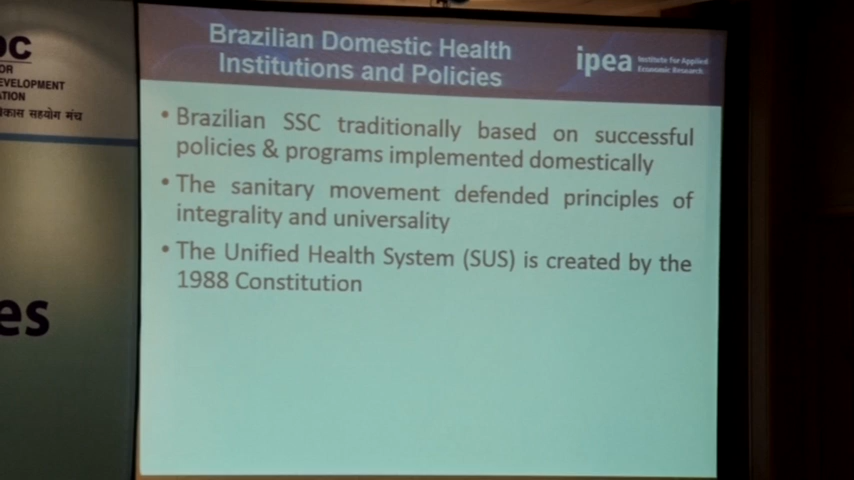 Brazilian Domestic Health
Institutions and Policies
ipea
Institute for Applied
Economic Research
• Brazilian SSC traditionally based on successful
policies & programs implemented domestically
• The sanitary movement defended principles of
integrality and universality
• The Unified Health System (SUS) is created by the
1988 Constitution
DC
OR
EVELOPMENT
ATION
विकास सहयोग मंच
es